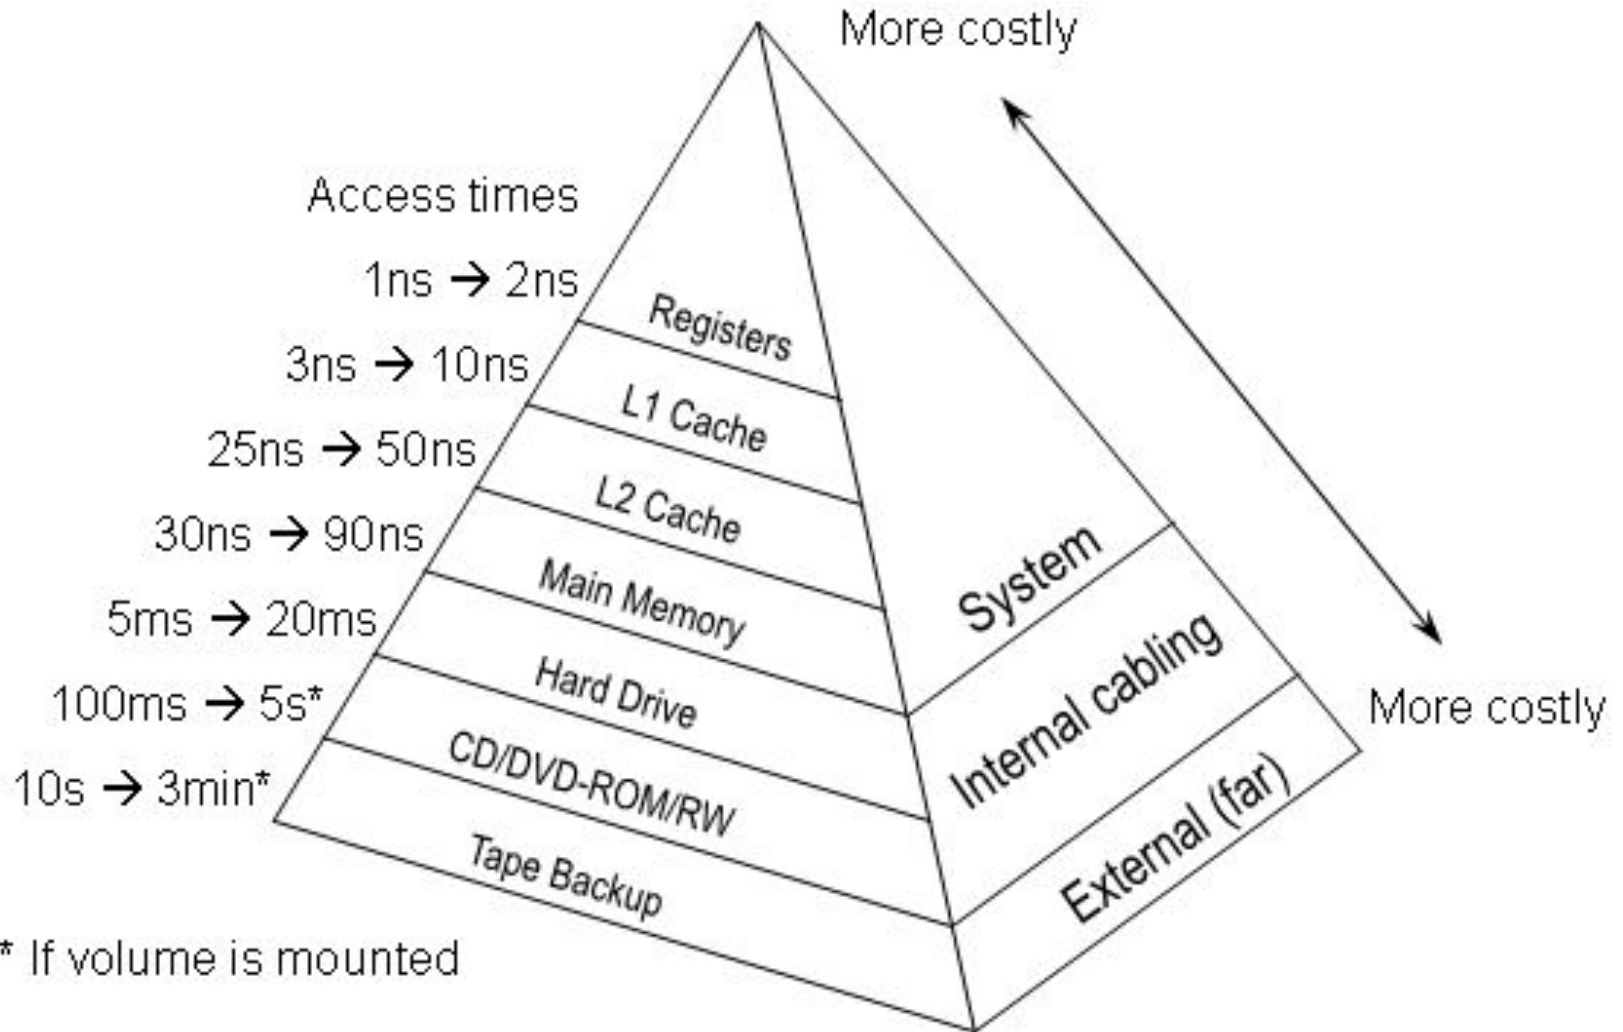 More costly
Access times
1ns → 2ns
3ns → 10ns
25ns → 50ns
30ns → 90ns
5ms → 20ms
100ms → 5s*
10s → 3min*
Registers
L1 Cache
L2 Cache
Main Memory
Hard Drive
CD/DVD-ROM/RW
Tape Backup
System
Internal cabling
External (far)
More costly
* If volume is mounted